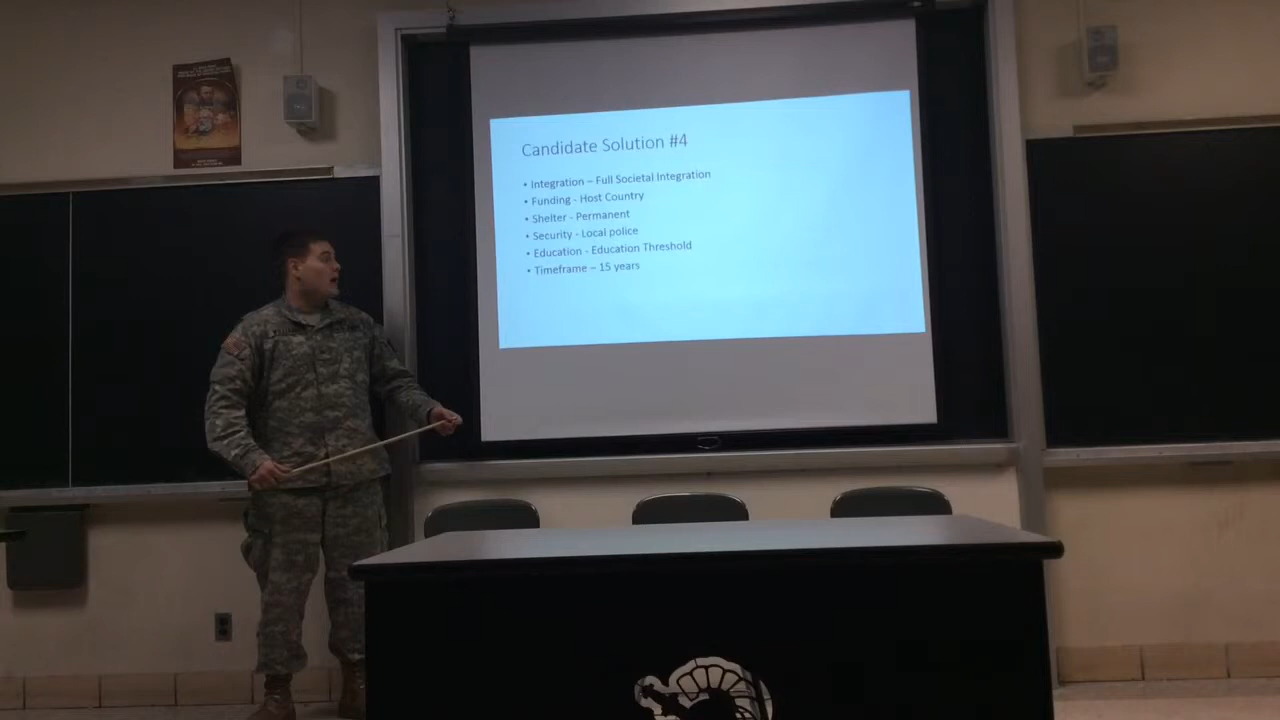 Candidate Solution #4
• Integration – Full Societal Integration
• Funding - Host Country
• Shelter - Permanent
• Security - Local police
• Education - Education Threshold
• Timeframe – 15 years